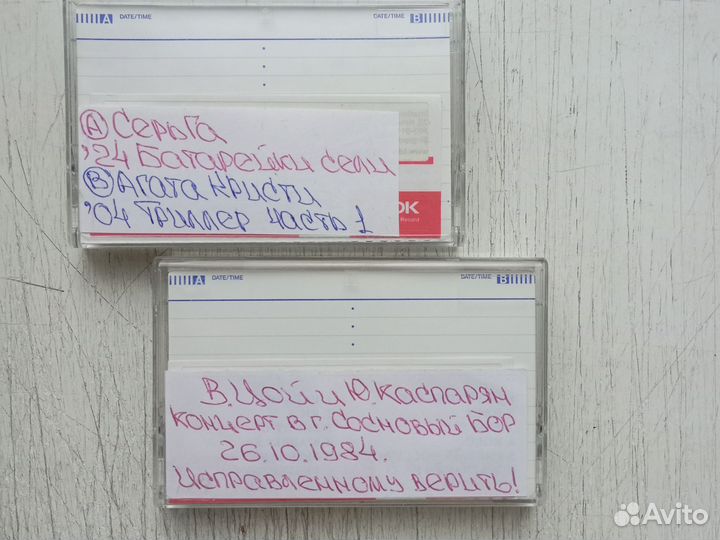 A DATE/TIME DATE/TIME B
Ⓐ Серьга
'24 Батарейки сели
Ⓑ Агата Кристи
'04 Триллер часть 1
DK
Record
A DATE/TIME DATE/TIME B
В. Цой и Ю. Каспарян
концерт в г. Сосновый Бор
26.10.1984.
Исправленному верить!
Avito